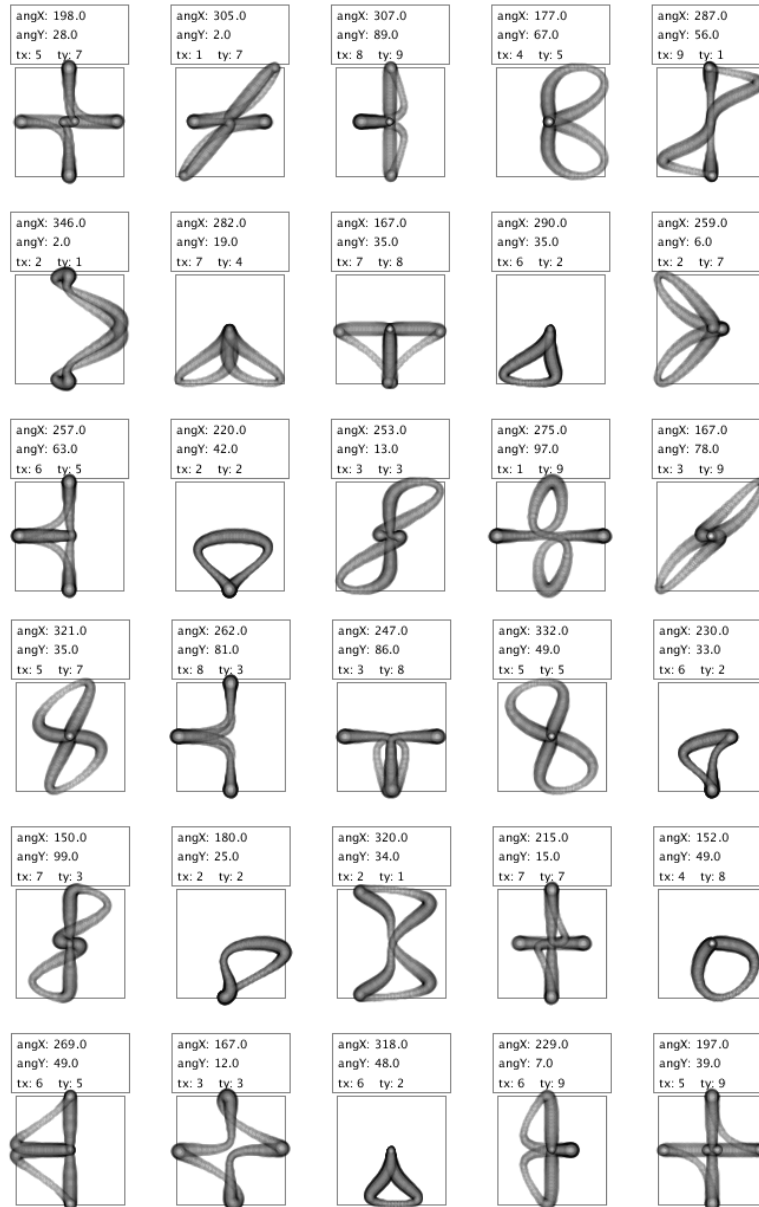 angX: 198.0
angY: 28.0
tx: 5 ty: 7
angX: 305.0
angY: 2.0
tx: 1 ty: 7
angX: 307.0
angY: 89.0
tx: 8 ty: 9
angX: 177.0
angY: 67.0
tx: 4 ty: 5
angX: 287.0
angY: 56.0
tx: 9 ty: 1
angX: 346.0
angY: 2.0
tx: 2 ty: 1
angX: 282.0
angY: 19.0
tx: 7 ty: 4
angX: 167.0
angY: 35.0
tx: 7 ty: 8
angX: 290.0
angY: 35.0
tx: 6 ty: 2
angX: 259.0
angY: 6.0
tx: 2 ty: 7
angX: 257.0
angY: 63.0
tx: 6 ty: 5
angX: 220.0
angY: 42.0
tx: 2 ty: 2
angX: 253.0
angY: 13.0
tx: 3 ty: 3
angX: 275.0
angY: 97.0
tx: 1 ty: 9
angX: 167.0
angY: 78.0
tx: 3 ty: 9
angX: 321.0
angY: 35.0
tx: 5 ty: 7
angX: 262.0
angY: 81.0
tx: 8 ty: 3
angX: 247.0
angY: 86.0
tx: 3 ty: 8
angX: 332.0
angY: 49.0
tx: 5 ty: 5
angX: 230.0
angY: 33.0
tx: 6 ty: 2
angX: 150.0
angY: 99.0
tx: 7 ty: 3
angX: 180.0
angY: 25.0
tx: 2 ty: 2
angX: 320.0
angY: 34.0
tx: 2 ty: 1
angX: 215.0
angY: 15.0
tx: 7 ty: 7
angX: 152.0
angY: 49.0
tx: 4 ty: 8
angX: 269.0
angY: 49.0
tx: 6 ty: 5
angX: 167.0
angY: 12.0
tx: 3 ty: 3
angX: 318.0
angY: 48.0
tx: 6 ty: 2
angX: 229.0
angY: 7.0
tx: 6 ty: 9
angX: 197.0
angY: 39.0
tx: 5 ty: 9